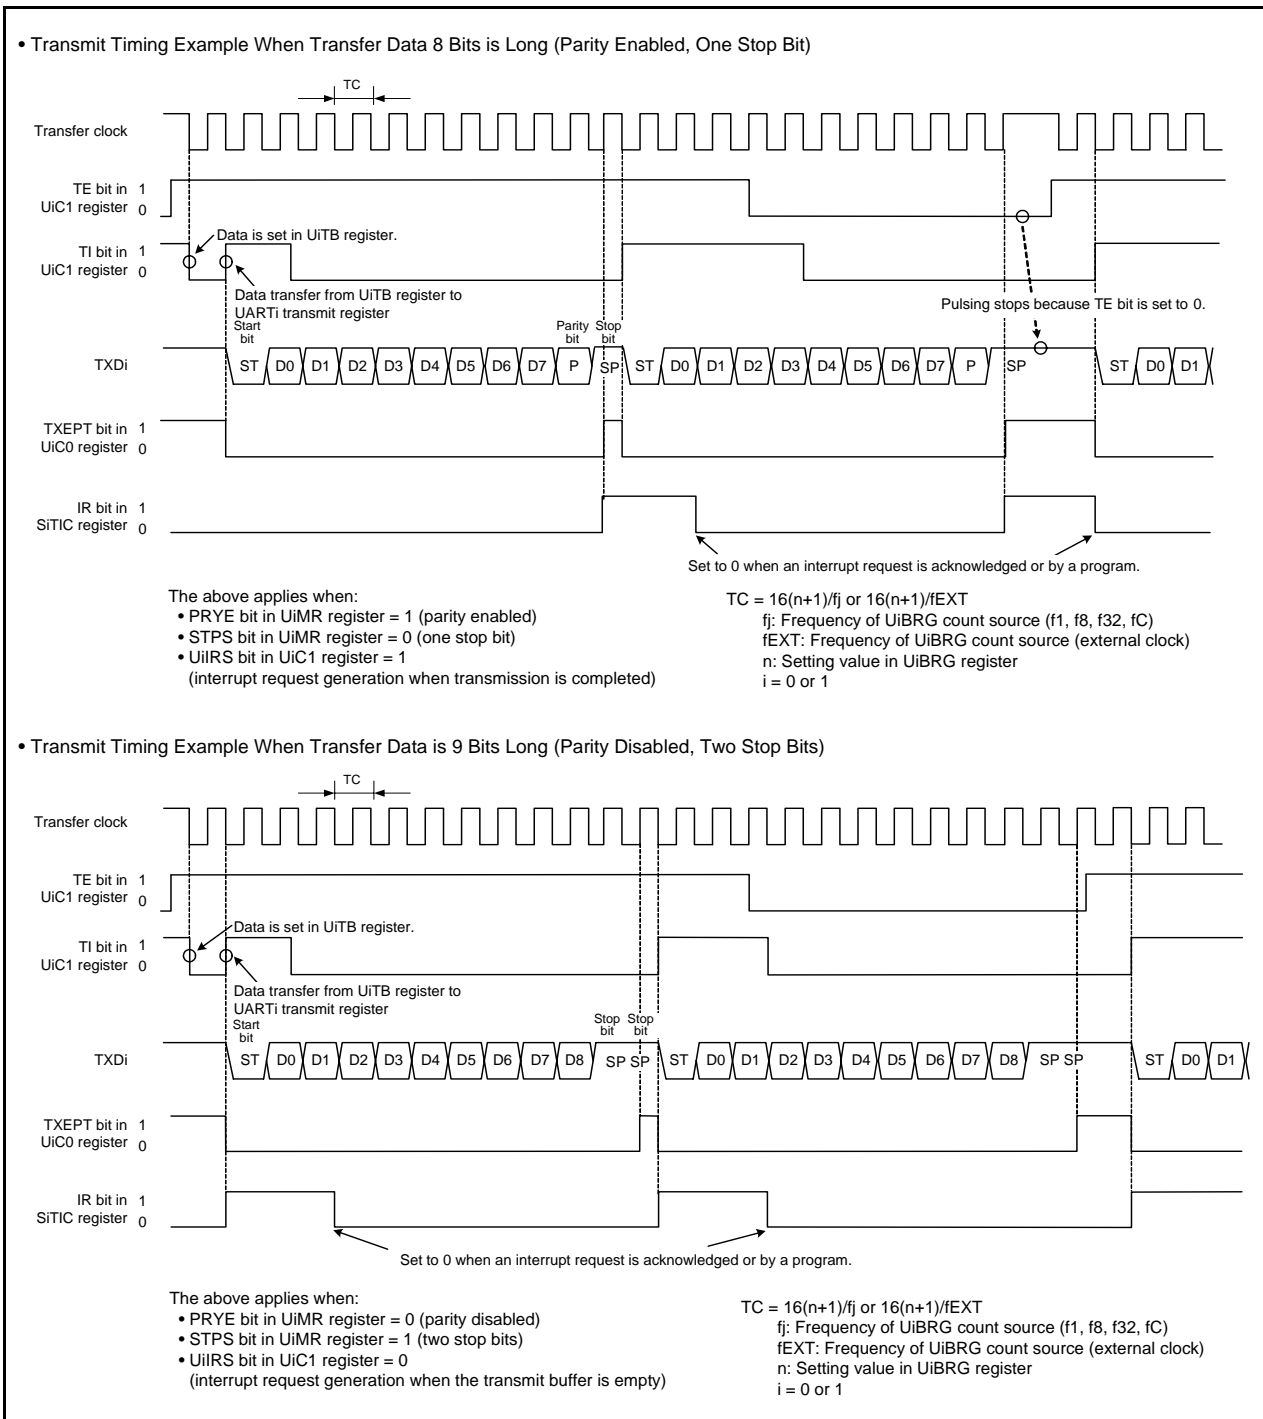 • Transmit Timing Example When Transfer Data 8 Bits is Long (Parity Enabled, One Stop Bit)
TC
Transfer clock
TE bit in 1
UiC1 register 0
Data is set in UiTB register.
TI bit in 1
UiC1 register 0
Data transfer from UiTB register to
UARTi transmit register
Pulsing stops because TE bit is set to 0.
Start
bit
Parity
bit
Stop
bit
TXDi ST D0 D1 D2 D3 D4 D5 D6 D7 P SP ST D0 D1 D2 D3 D4 D5 D6 D7 P SP ST D0 D1
TXEPT bit in 1
UiC0 register 0
IR bit in 1
SiTIC register 0
Set to 0 when an interrupt request is acknowledged or by a program.
The above applies when:
• PRYE bit in UiMR register = 1 (parity enabled)
• STPS bit in UiMR register = 0 (one stop bit)
• UiIRS bit in UiC1 register = 1
(interrupt request generation when transmission is completed)
TC = 16(n+1)/fj or 16(n+1)/fEXT
fj: Frequency of UiBRG count source (f1, f8, f32, fC)
fEXT: Frequency of UiBRG count source (external clock)
n: Setting value in UiBRG register
i = 0 or 1
• Transmit Timing Example When Transfer Data is 9 Bits Long (Parity Disabled, Two Stop Bits)
TC
Transfer clock
TE bit in 1
UiC1 register 0
Data is set in UiTB register.
TI bit in 1
UiC1 register 0
Data transfer from UiTB register to
UARTi transmit register
Start
bit
Stop
bit
Stop
bit
TXDi ST D0 D1 D2 D3 D4 D5 D6 D7 D8 SP SP ST D0 D1 D2 D3 D4 D5 D6 D7 D8 SP SP ST D0 D1
TXEPT bit in 1
UiC0 register 0
IR bit in 1
SiTIC register 0
Set to 0 when an interrupt request is acknowledged or by a program.
The above applies when:
• PRYE bit in UiMR register = 0 (parity disabled)
• STPS bit in UiMR register = 1 (two stop bits)
• UiIRS bit in UiC1 register = 0
(interrupt request generation when the transmit buffer is empty)
TC = 16(n+1)/fj or 16(n+1)/fEXT
fj: Frequency of UiBRG count source (f1, f8, f32, fC)
fEXT: Frequency of UiBRG count source (external clock)
n: Setting value in UiBRG register
i = 0 or 1